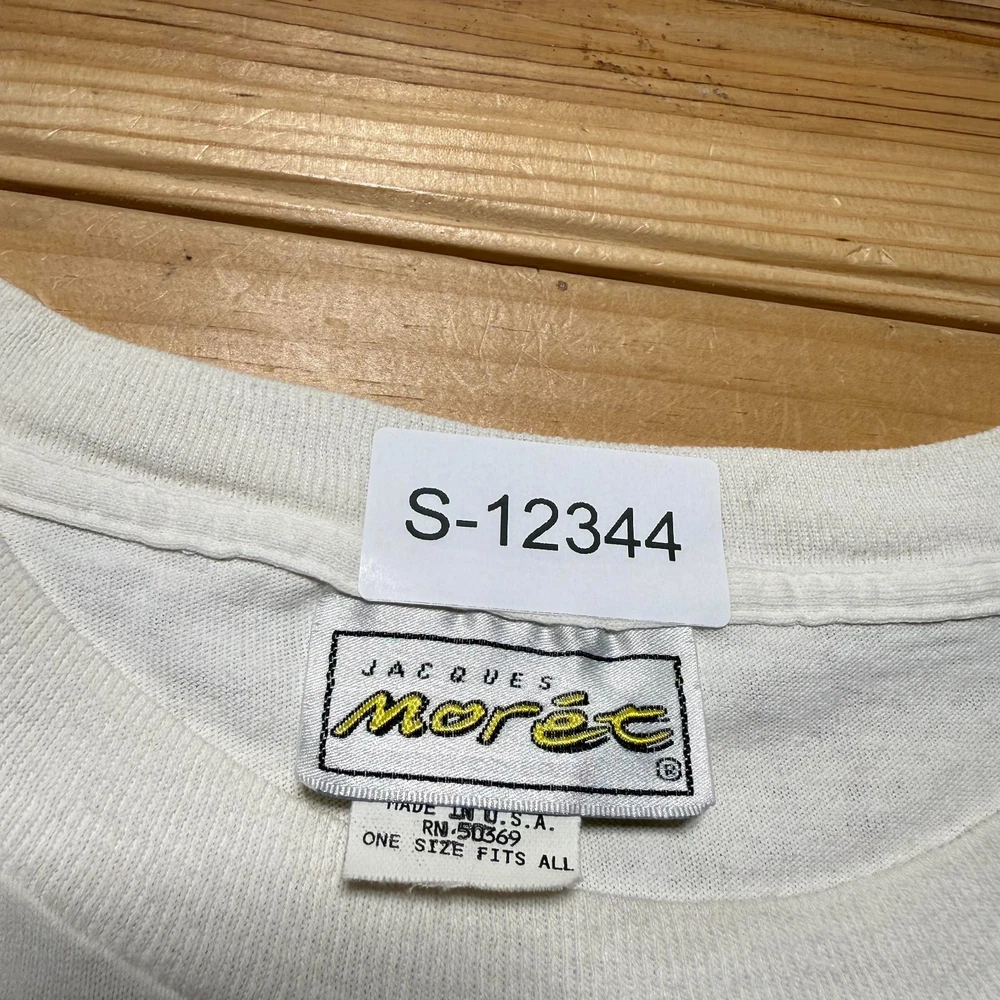 S-12344
JACQUES
Morét
®
MADE IN U.S.A.
RN 50369
ONE SIZE FITS ALL